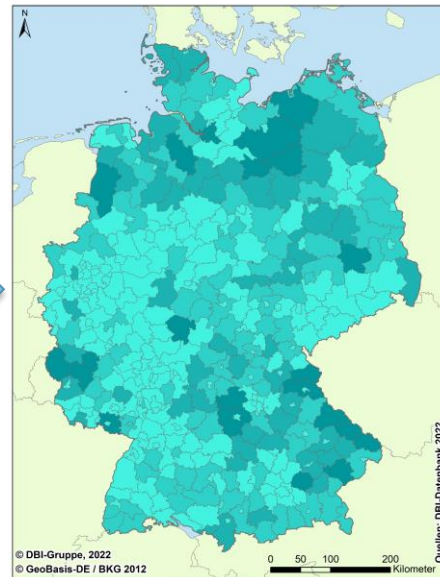 N
Quellen: DBI-Datenbank 2022
© DBI-Gruppe, 2022
© GeoBasis-DE / BKG 2012
0 50 100 200
Kilometer